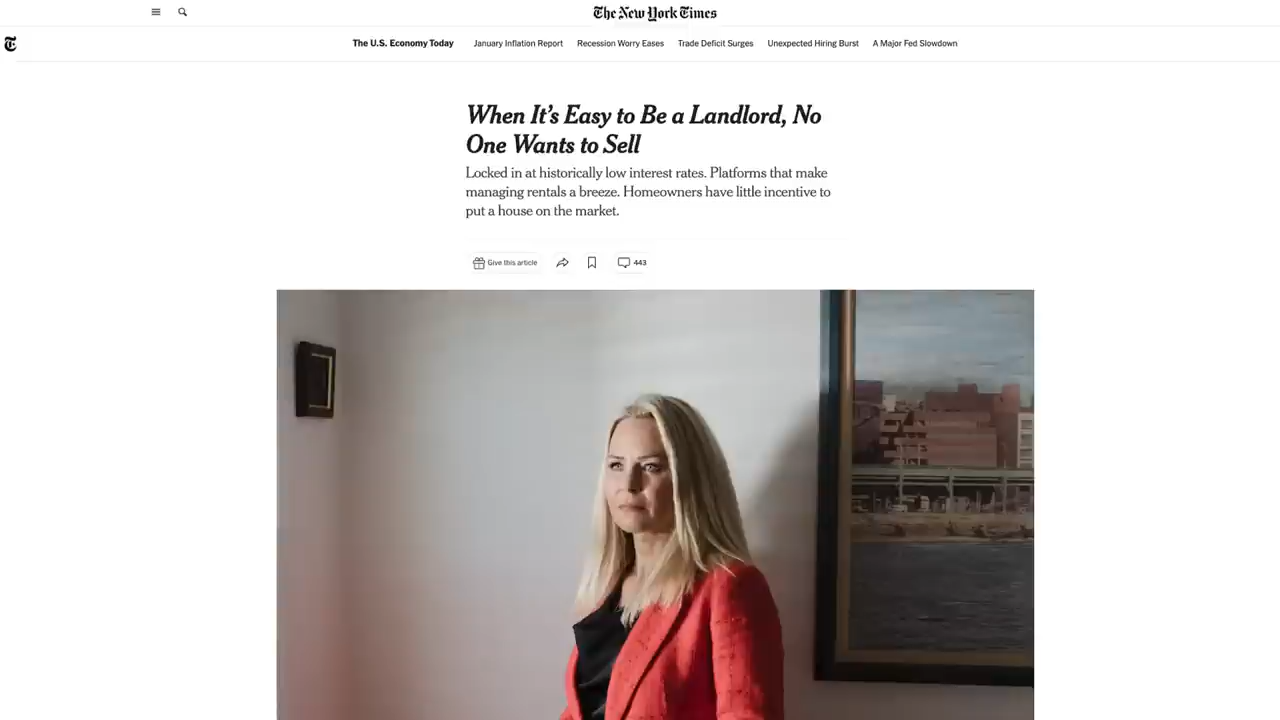 The New York Times
The U.S. Economy Today January Inflation Report Recession Worry Eases Trade Deficit Surges Unexpected Hiring Burst A Major Fed Slowdown
When It's Easy to Be a Landlord, No
One Wants to Sell
Locked in at historically low interest rates. Platforms that make
managing rentals a breeze. Homeowners have little incentive to
put a house on the market.
Give this article 443